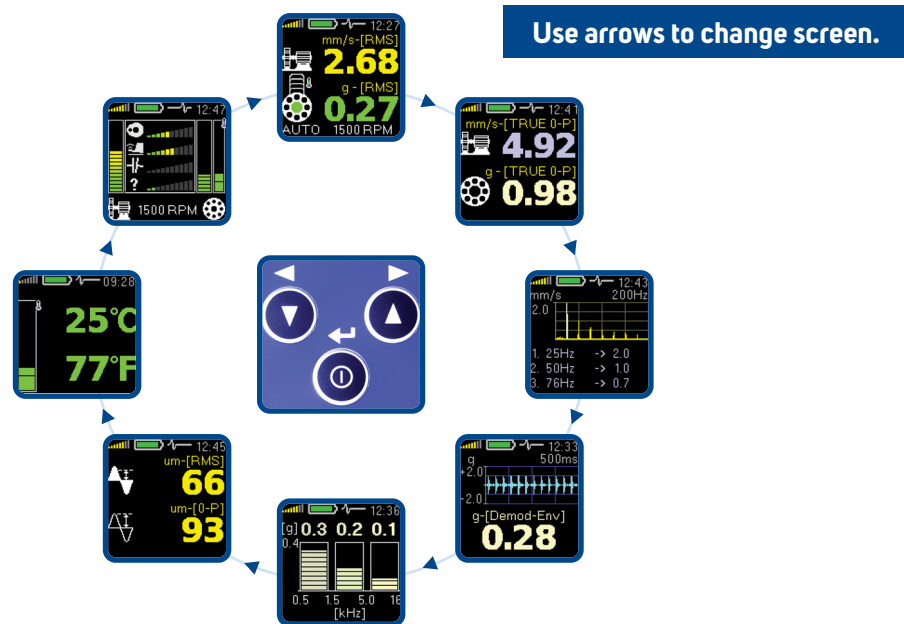 Use arrows to change screen.
12:27
mm/s-[RMS]
2.68
g-[RMS]
0.27
AUTO 1500 RPM
12:41
mm/s-[TRUE 0-P]
4.92
g-[TRUE 0-P]
0.98
12:43
mm/s 200Hz
2.0
1. 25Hz -> 2.0
2. 50Hz -> 1.0
3. 76Hz -> 0.7
12:33
g 500ms
+2.0
-2.0
g-[Demod-Env]
0.28
12:36
[g] 0.3 0.2 0.1
0.4
0.5 1.5 5.0 16
[kHz]
12:45
um-[RMS]
66
um-[0-P]
93
09:28
25°C
77°F
12:47
?
1500 RPM